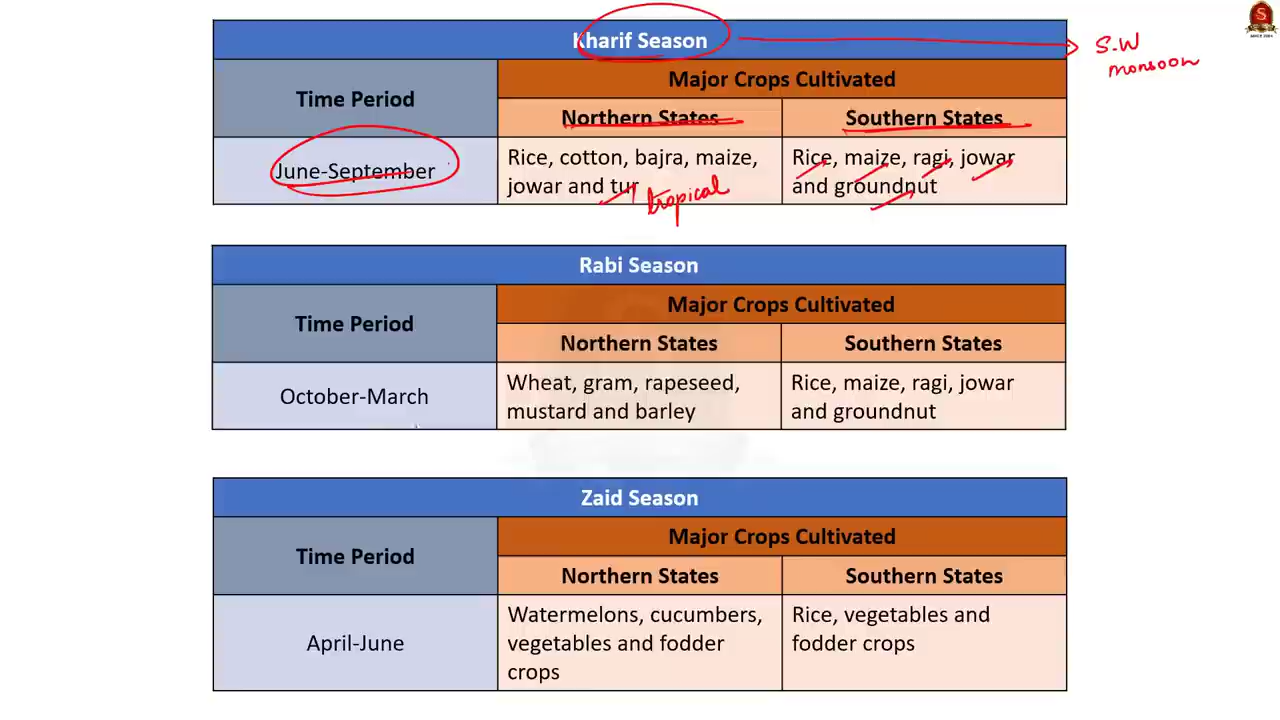 Kharif Season
S.W
monsoon
Time Period
Major Crops Cultivated
Northern States
Southern States
June-September
Rice, cotton, bajra, maize,
jowar and tur
tropical
Rice, maize, ragi, jowar
and groundnut
Rabi Season
Time Period
Major Crops Cultivated
Northern States
Southern States
October-March
Wheat, gram, rapeseed,
mustard and barley
Rice, maize, ragi, jowar
and groundnut
Zaid Season
Time Period
Major Crops Cultivated
Northern States
Southern States
April-June
Watermelons, cucumbers,
vegetables and fodder
crops
Rice, vegetables and
fodder crops